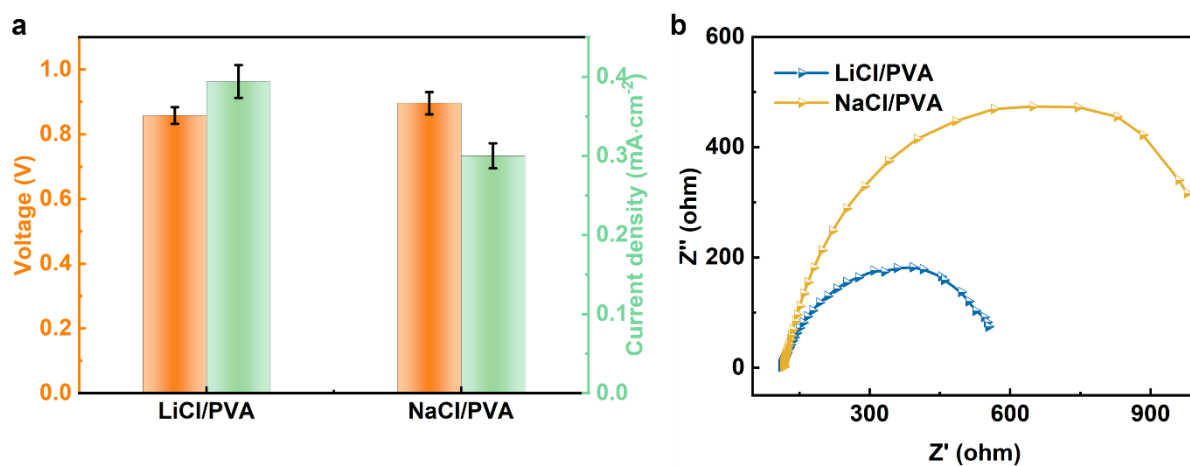 a
Voltage (V)
1.0
0.8
0.6
0.4
0.2
0.0
LiCl/PVA
NaCl/PVA
0.4
0.3
0.2
0.1
0.0
Current density (mA·cm⁻²)
b
LiCl/PVA
NaCl/PVA
Z'' (ohm)
600
400
200
0
300
600
900
Z' (ohm)